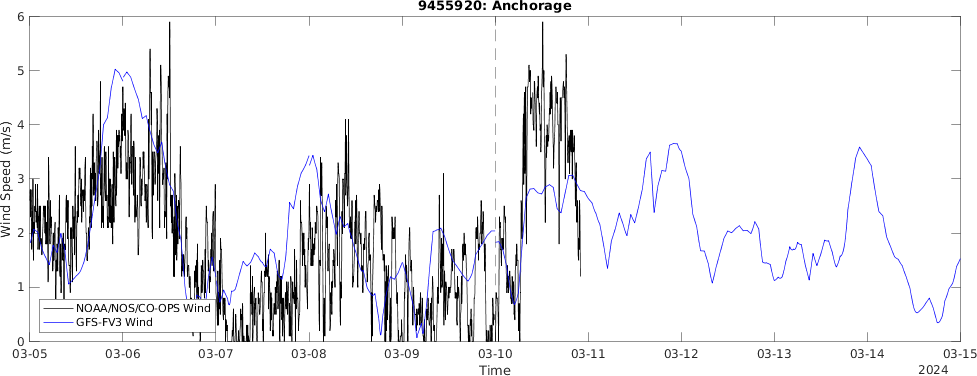 9455920: Anchorage
6
5
4
3
2
1
0
Wind Speed (m/s)
NOAA/NOS/CO-OPS Wind
GFS-FV3 Wind
03-05 03-06 03-07 03-08 03-09 03-10 03-11 03-12 03-13 03-14 03-15
Time
2024